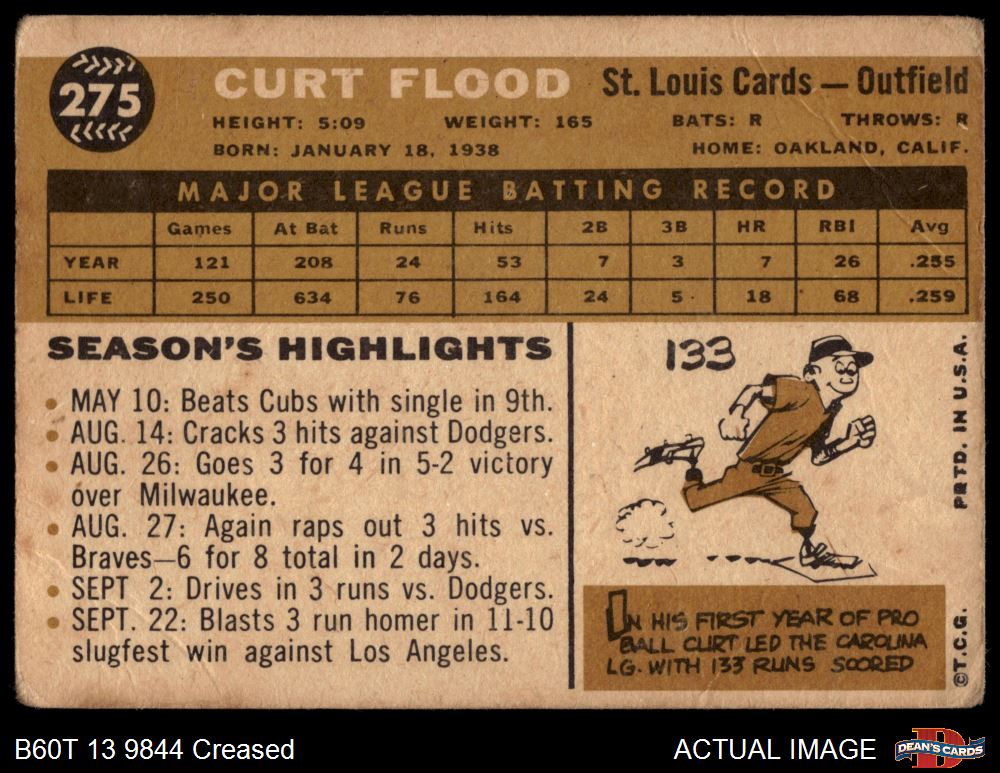 275
CURT FLOOD
St. Louis Cards — Outfield
HEIGHT: 5:09 WEIGHT: 165 BATS: R THROWS: R
BORN: JANUARY 18, 1938 HOME: OAKLAND, CALIF.
MAJOR LEAGUE BATTING RECORD
Games At Bat Runs Hits 2B 3B HR RBI Avg
YEAR 121 208 24 53 7 3 7 26 .255
LIFE 250 634 76 164 24 5 18 68 .259
SEASON'S HIGHLIGHTS
• MAY 10: Beats Cubs with single in 9th.
• AUG. 14: Cracks 3 hits against Dodgers.
• AUG. 26: Goes 3 for 4 in 5-2 victory
over Milwaukee.
• AUG. 27: Again raps out 3 hits vs.
Braves—6 for 8 total in 2 days.
• SEPT. 2: Drives in 3 runs vs. Dodgers.
• SEPT. 22: Blasts 3 run homer in 11-10
slugfest win against Los Angeles.
133
IN HIS FIRST YEAR OF PRO
BALL CURT LED THE CAROLINA
LG. WITH 133 RUNS SCORED
PRTD. IN U.S.A.
©T.C.G.
B60T 13 9844 Creased
ACTUAL IMAGE
DEAN'S CARDS